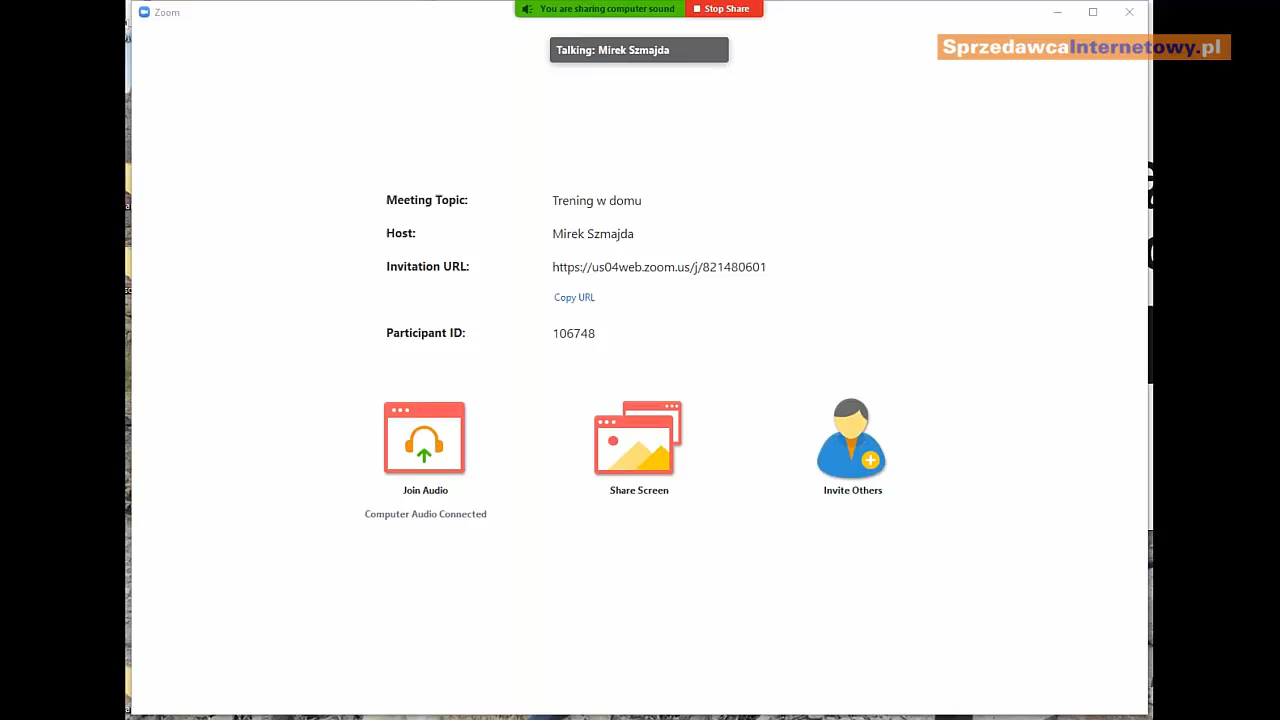 Zoom
You are sharing computer sound
Stop Share
Talking: Mirek Szmajda
SprzedawcaInternetowy.pl
Meeting Topic: Trening w domu
Host: Mirek Szmajda
Invitation URL: https://us04web.zoom.us/j/821480601
Copy URL
Participant ID: 106748
Join Audio
Share Screen
Invite Others
Computer Audio Connected